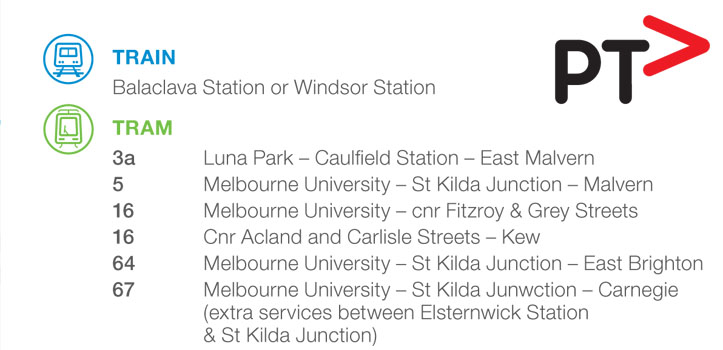 PTV
TRAIN
Balaclava Station or Windsor Station
TRAM
3a Luna Park – Caulfield Station – East Malvern
5 Melbourne University – St Kilda Junction – Malvern
16 Melbourne University – cnr Fitzroy & Grey Streets
16 Cnr Acland and Carlisle Streets – Kew
64 Melbourne University – St Kilda Junction – East Brighton
67 Melbourne University – St Kilda Junwction – Carnegie
(extra services between Elsternwick Station
& St Kilda Junction)